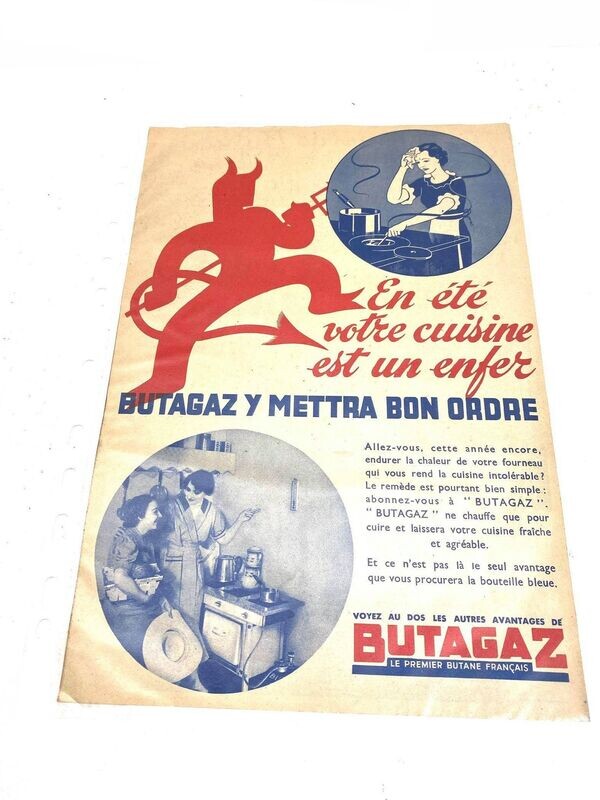 En été
votre cuisine
est un enfer
BUTAGAZ Y METTRA BON ORDRE
Allez-vous, cette année encore,
endurer la chaleur de votre fourneau
qui vous rend la cuisine intolérable?
Le remède est pourtant bien simple :
abonnez-vous à "BUTAGAZ".
"BUTAGAZ" ne chauffe que pour
cuire et laissera votre cuisine fraîche
et agréable.
Et ce n'est pas là le seul avantage
que vous procurera la bouteille bleue.
VOYEZ AU DOS LES AUTRES AVANTAGES DE
BUTAGAZ
LE PREMIER BUTANE FRANÇAIS